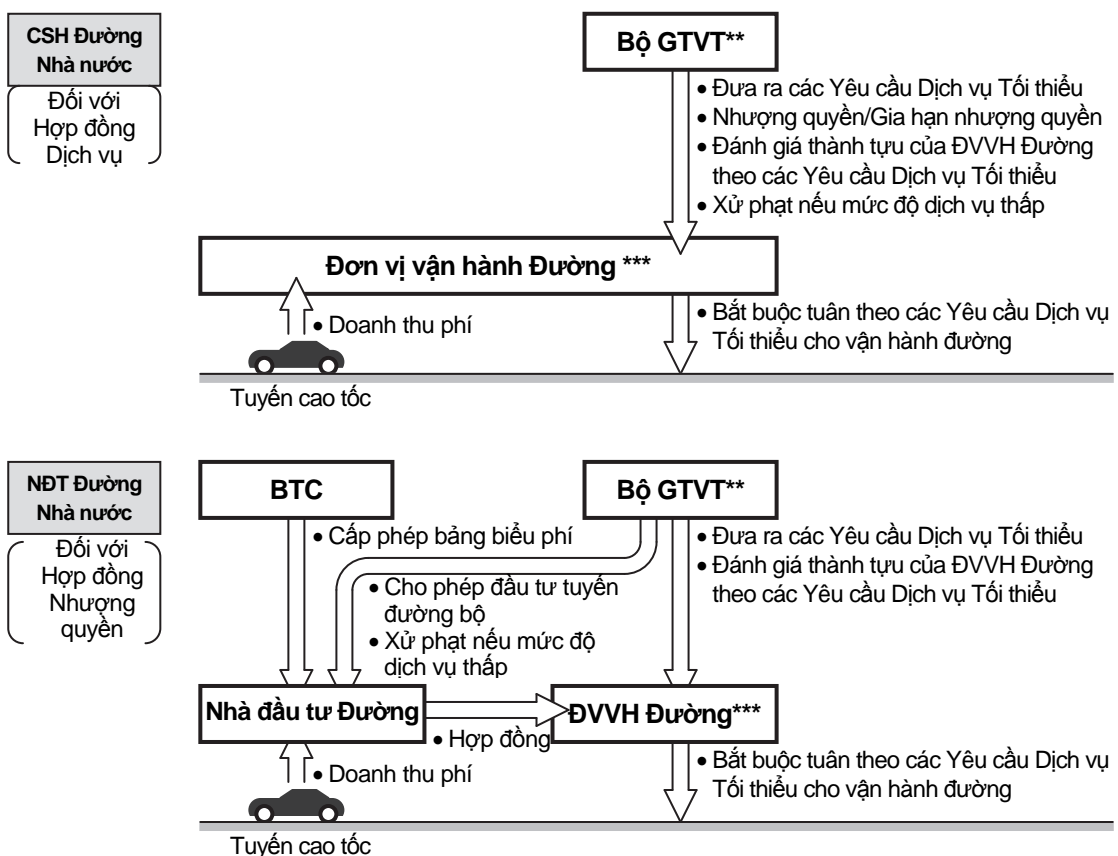 CSH Đường
Nhà nước
Đối với
Hợp đồng
Dịch vụ
Bộ GTVT**
• Đưa ra các Yêu cầu Dịch vụ Tối thiểu
• Nhượng quyền/Gia hạn nhượng quyền
• Đánh giá thành tựu của ĐVVH Đường
theo các Yêu cầu Dịch vụ Tối thiểu
• Xử phạt nếu mức độ dịch vụ thấp
Đơn vị vận hành Đường ***
• Doanh thu phí
• Bắt buộc tuân theo các Yêu cầu Dịch vụ
Tối thiểu cho vận hành đường
Tuyến cao tốc
NĐT Đường
Nhà nước
Đối với
Hợp đồng
Nhượng
quyền
BTC
Bộ GTVT**
• Cấp phép bảng biểu phí
• Cho phép đầu tư tuyến
đường bộ
• Xử phạt nếu mức độ
dịch vụ thấp
• Đưa ra các Yêu cầu Dịch vụ Tối thiểu
• Đánh giá thành tựu của ĐVVH Đường
theo các Yêu cầu Dịch vụ Tối thiểu
Nhà đầu tư Đường
• Hợp đồng
ĐVVH Đường***
• Doanh thu phí
• Bắt buộc tuân theo các Yêu cầu Dịch vụ
Tối thiểu cho vận hành đường
Tuyến cao tốc